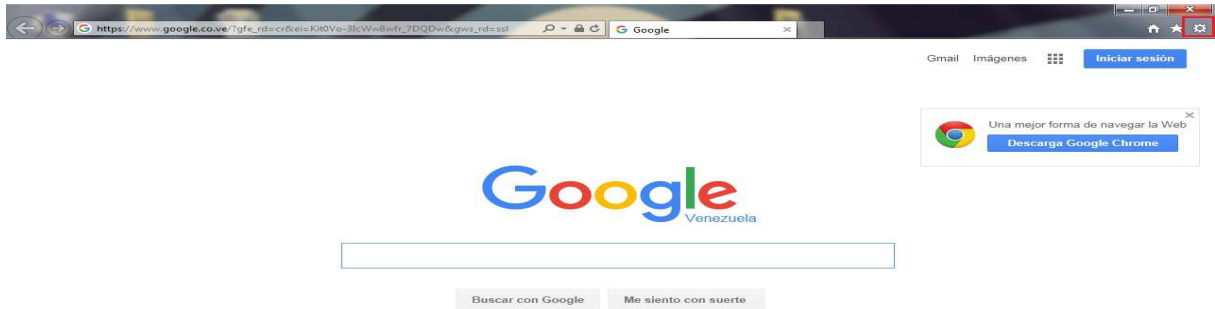 https://www.google.co.ve/?gfe_rd=cr&ei=Kit0Vo-3lcWw8wfr_7DQDw&gws_rd=ssl
Google
Gmail Imágenes Iniciar sesión
Una mejor forma de navegar la Web
Descarga Google Chrome
Google
Venezuela
Buscar con Google Me siento con suerte